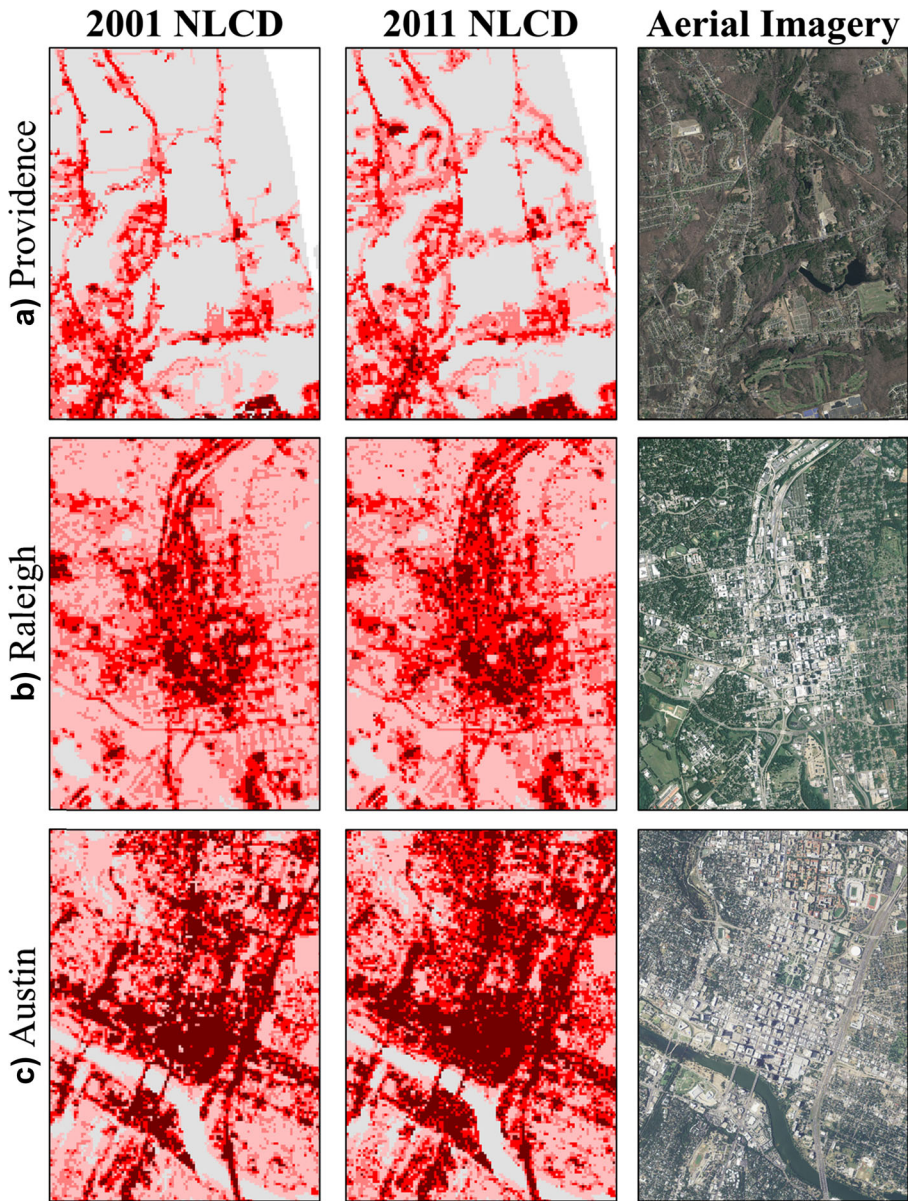 2001 NLCD
2011 NLCD
Aerial Imagery
a) Providence
b) Raleigh
c) Austin